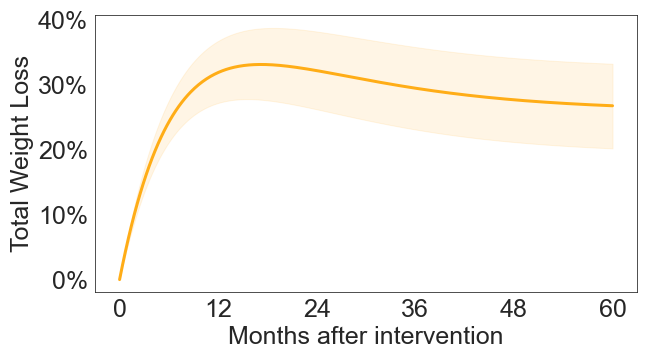 40%
30%
20%
10%
0%
Total Weight Loss
0 12 24 36 48 60
Months after intervention